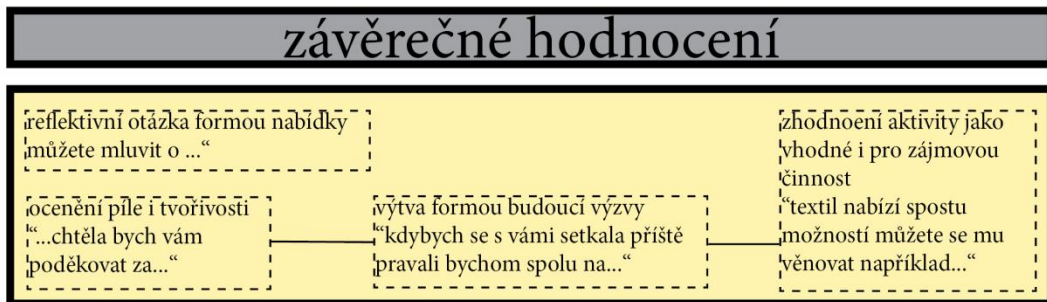 závěrečné hodnocení
reflektivní otázka formou nabídky
můžete mluvit o ...“
ocenění píle i tvořivosti
“...chtěla bych vám
poděkovat za...“
výtva formou budoucí výzvy
“kdybych se s vámi setkala příště
pravali bychom spolu na...“
zhodnoení aktivity jako
vhodné i pro zájmovou
činnost
“textil nabízí spostu
možností můžete se mu
věnovat například...“